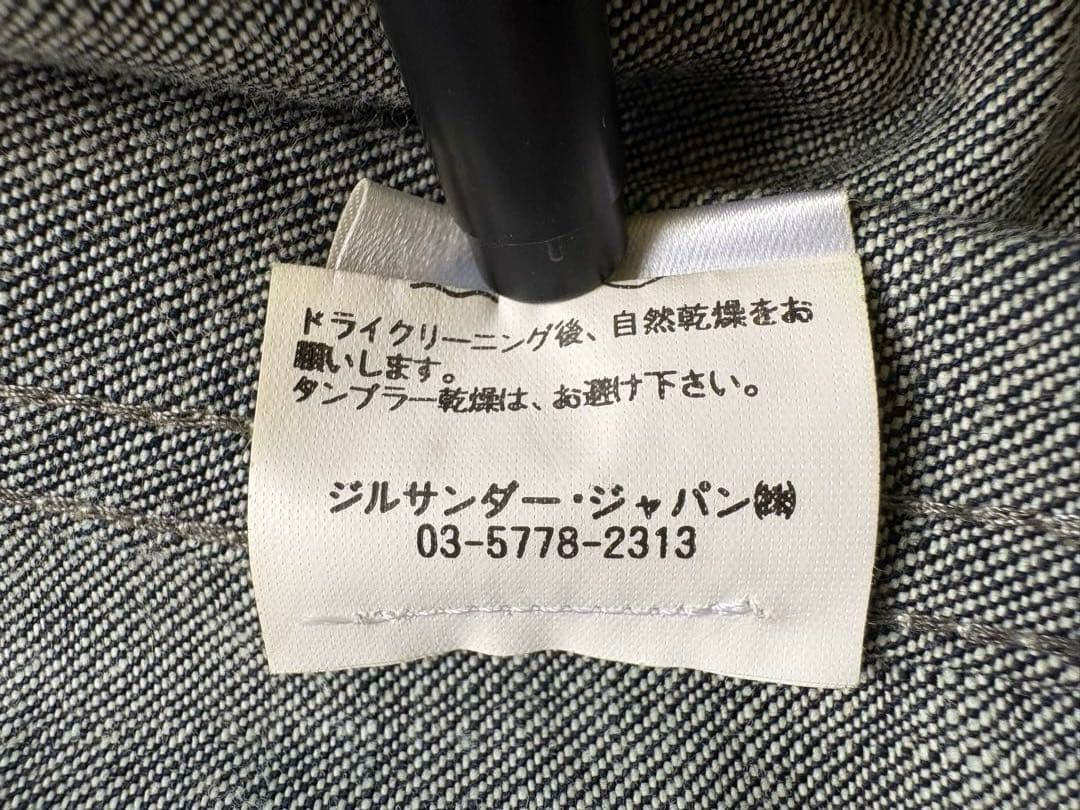 ドライクリーニング後、自然乾燥をお
願いします。
タンブラー乾燥は、お避け下さい。
ジルサンダー・ジャパン㈱
03-5778-2313